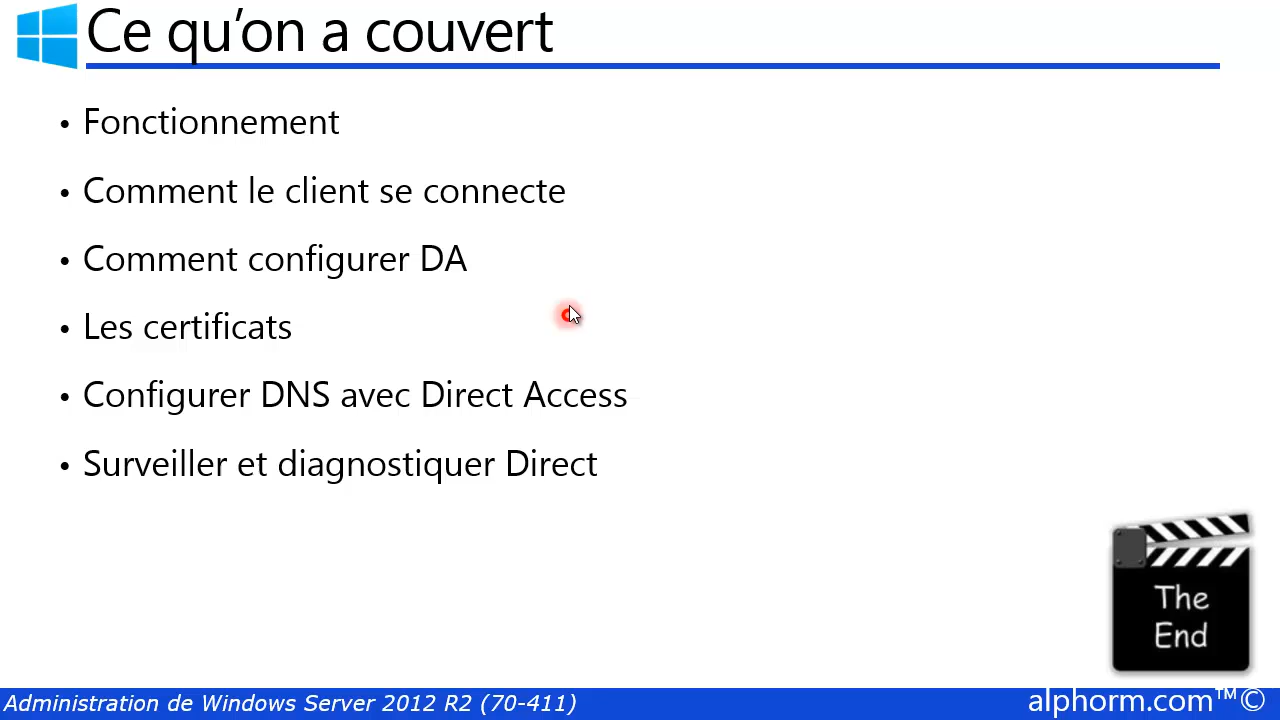 Ce qu’on a couvert
• Fonctionnement
• Comment le client se connecte
• Comment configurer DA
• Les certificats
• Configurer DNS avec Direct Access
• Surveiller et diagnostiquer Direct
The
End
Administration de Windows Server 2012 R2 (70-411)
alphorm.com™©